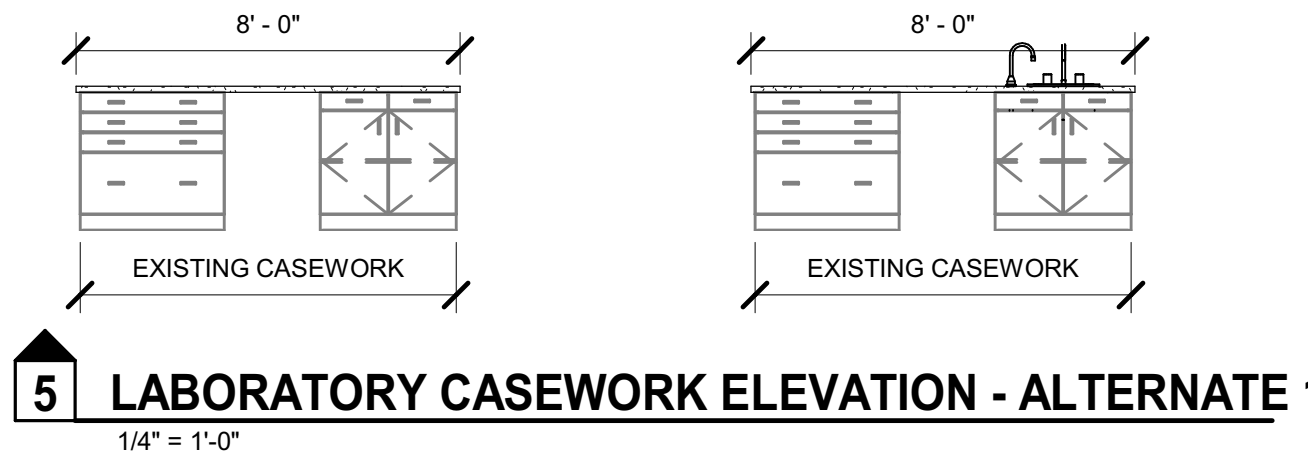 8' - 0" 8' - 0"
EXISTING CASEWORK EXISTING CASEWORK
5 LABORATORY CASEWORK ELEVATION - ALTERNATE
1/4" = 1'-0"